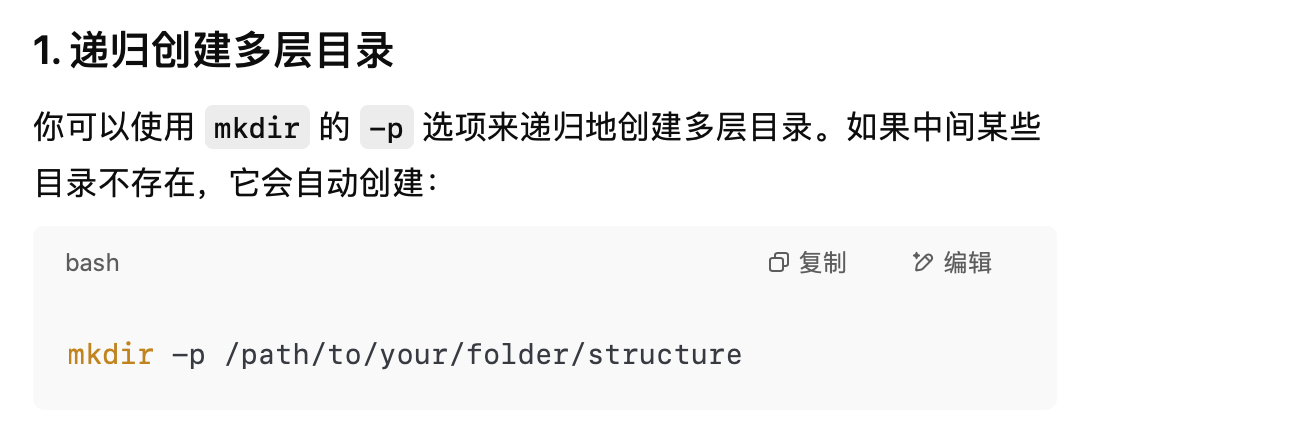 1. 递归创建多层目录
你可以使用 mkdir 的 -p 选项来递归地创建多层目录。如果中间某些
目录不存在，它会自动创建：
bash 复制 编辑
mkdir -p /path/to/your/folder/structure